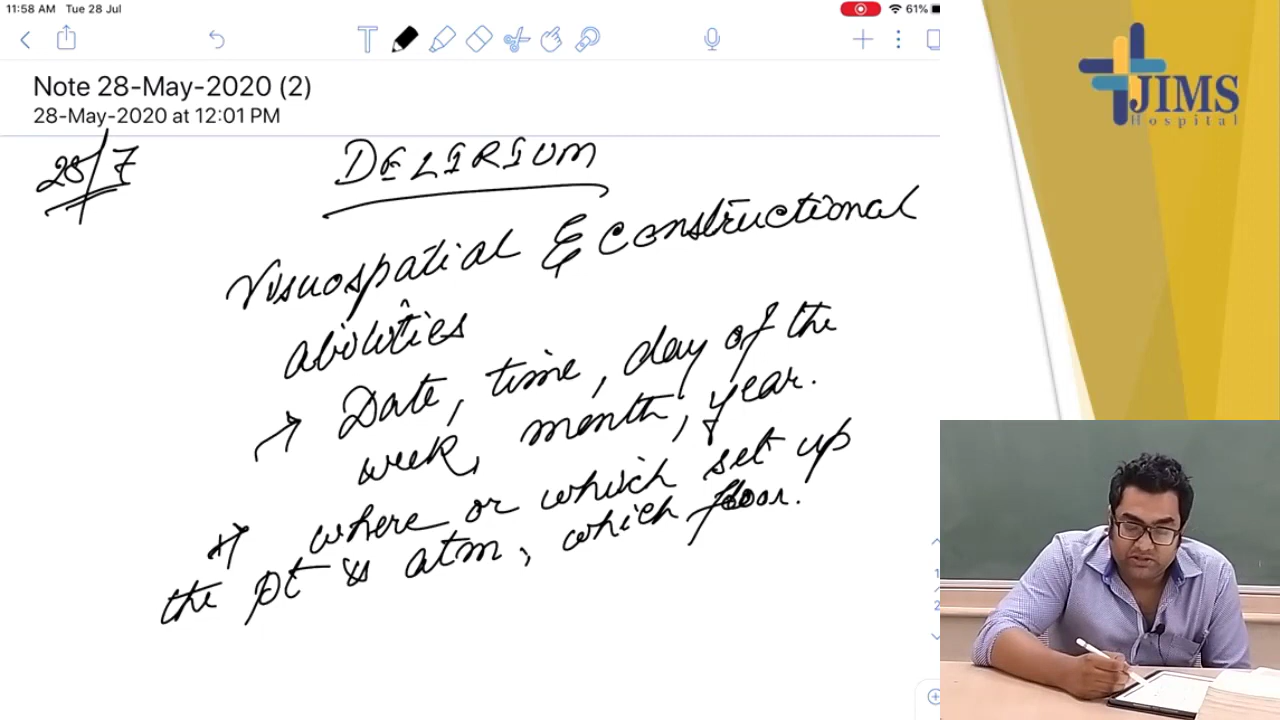 11:58 AM Tue 28 Jul
61%
T
Note 28-May-2020 (2)
28-May-2020 at 12:01 PM
28/7
DELIRIUM
Visuospatial & constructional
abilities
→ Date, time, day of the
week, month, year.
→ where or which set up
the pt is atm, which floor.
JIMS
Hospital